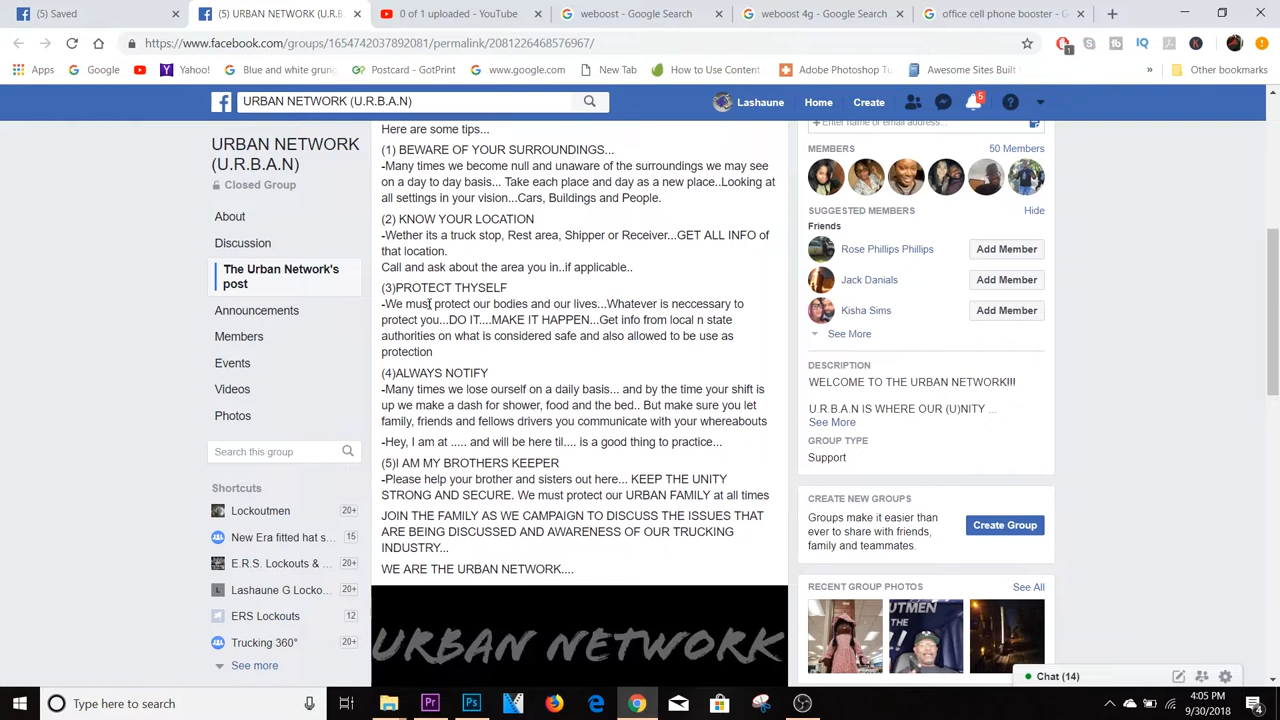 (5) Saved
(5) URBAN NETWORK (U.R.B.A
0 of 1 uploaded - YouTube
weboost - Google Search
weboost 4g - Google Search
office cell phone booster - G
https://www.facebook.com/groups/1654742037892081/permalink/2081226468576967/
Apps
Google
Yahoo!
Blue and white grun
Postcard - GotPrint
www.google.com
New Tab
How to Use Content
Adobe Photoshop Tu
Awesome Sites Built
Other bookmarks
URBAN NETWORK (U.R.B.A.N)
Lashaune
Home
Create
5
URBAN NETWORK
(U.R.B.A.N)
Closed Group
About
Discussion
The Urban Network's
post
Announcements
Members
Events
Videos
Photos
Search this group
Shortcuts
Lockoutmen 20+
New Era fitted hat s... 15
E.R.S. Lockouts & ... 20+
Lashaune G Locko... 20+
ERS Lockouts 12
Trucking 360° 20+
See more
Here are some tips...
(1) BEWARE OF YOUR SURROUNDINGS...
-Many times we become null and unaware of the surroundings we may see
on a day to day basis... Take each place and day as a new place..Looking at
all settings in your vision...Cars, Buildings and People.
(2) KNOW YOUR LOCATION
-Wether its a truck stop, Rest area, Shipper or Receiver...GET ALL INFO of
that location.
Call and ask about the area you in..if applicable..
(3)PROTECT THYSELF
-We must protect our bodies and our lives...Whatever is neccessary to
protect you...DO IT....MAKE IT HAPPEN...Get info from local n state
authorities on what is considered safe and also allowed to be use as
protection
(4)ALWAYS NOTIFY
-Many times we lose ourself on a daily basis... and by the time your shift is
up we make a dash for shower, food and the bed.. But make sure you let
family, friends and fellows drivers you communicate with your whereabouts
-Hey, I am at ..... and will be here til.... is a good thing to practice...
(5)I AM MY BROTHERS KEEPER
-Please help your brother and sisters out here... KEEP THE UNITY
STRONG AND SECURE. We must protect our URBAN FAMILY at all times
JOIN THE FAMILY AS WE CAMPAIGN TO DISCUSS THE ISSUES THAT
ARE BEING DISCUSSED AND AWARENESS OF OUR TRUCKING
INDUSTRY...
WE ARE THE URBAN NETWORK....
URBAN NETWORK
Enter name or email address...
MEMBERS 50 Members
SUGGESTED MEMBERS Hide
Friends
Rose Phillips Phillips Add Member
Jack Danials Add Member
Kisha Sims Add Member
See More
DESCRIPTION
WELCOME TO THE URBAN NETWORK!!!
U.R.B.A.N IS WHERE OUR (U)NITY ...
See More
GROUP TYPE
Support
CREATE NEW GROUPS
Groups make it easier than
ever to share with friends,
family and teammates.
Create Group
RECENT GROUP PHOTOS See All
Chat (14)
Type here to search
4:05 PM
9/30/2018
4